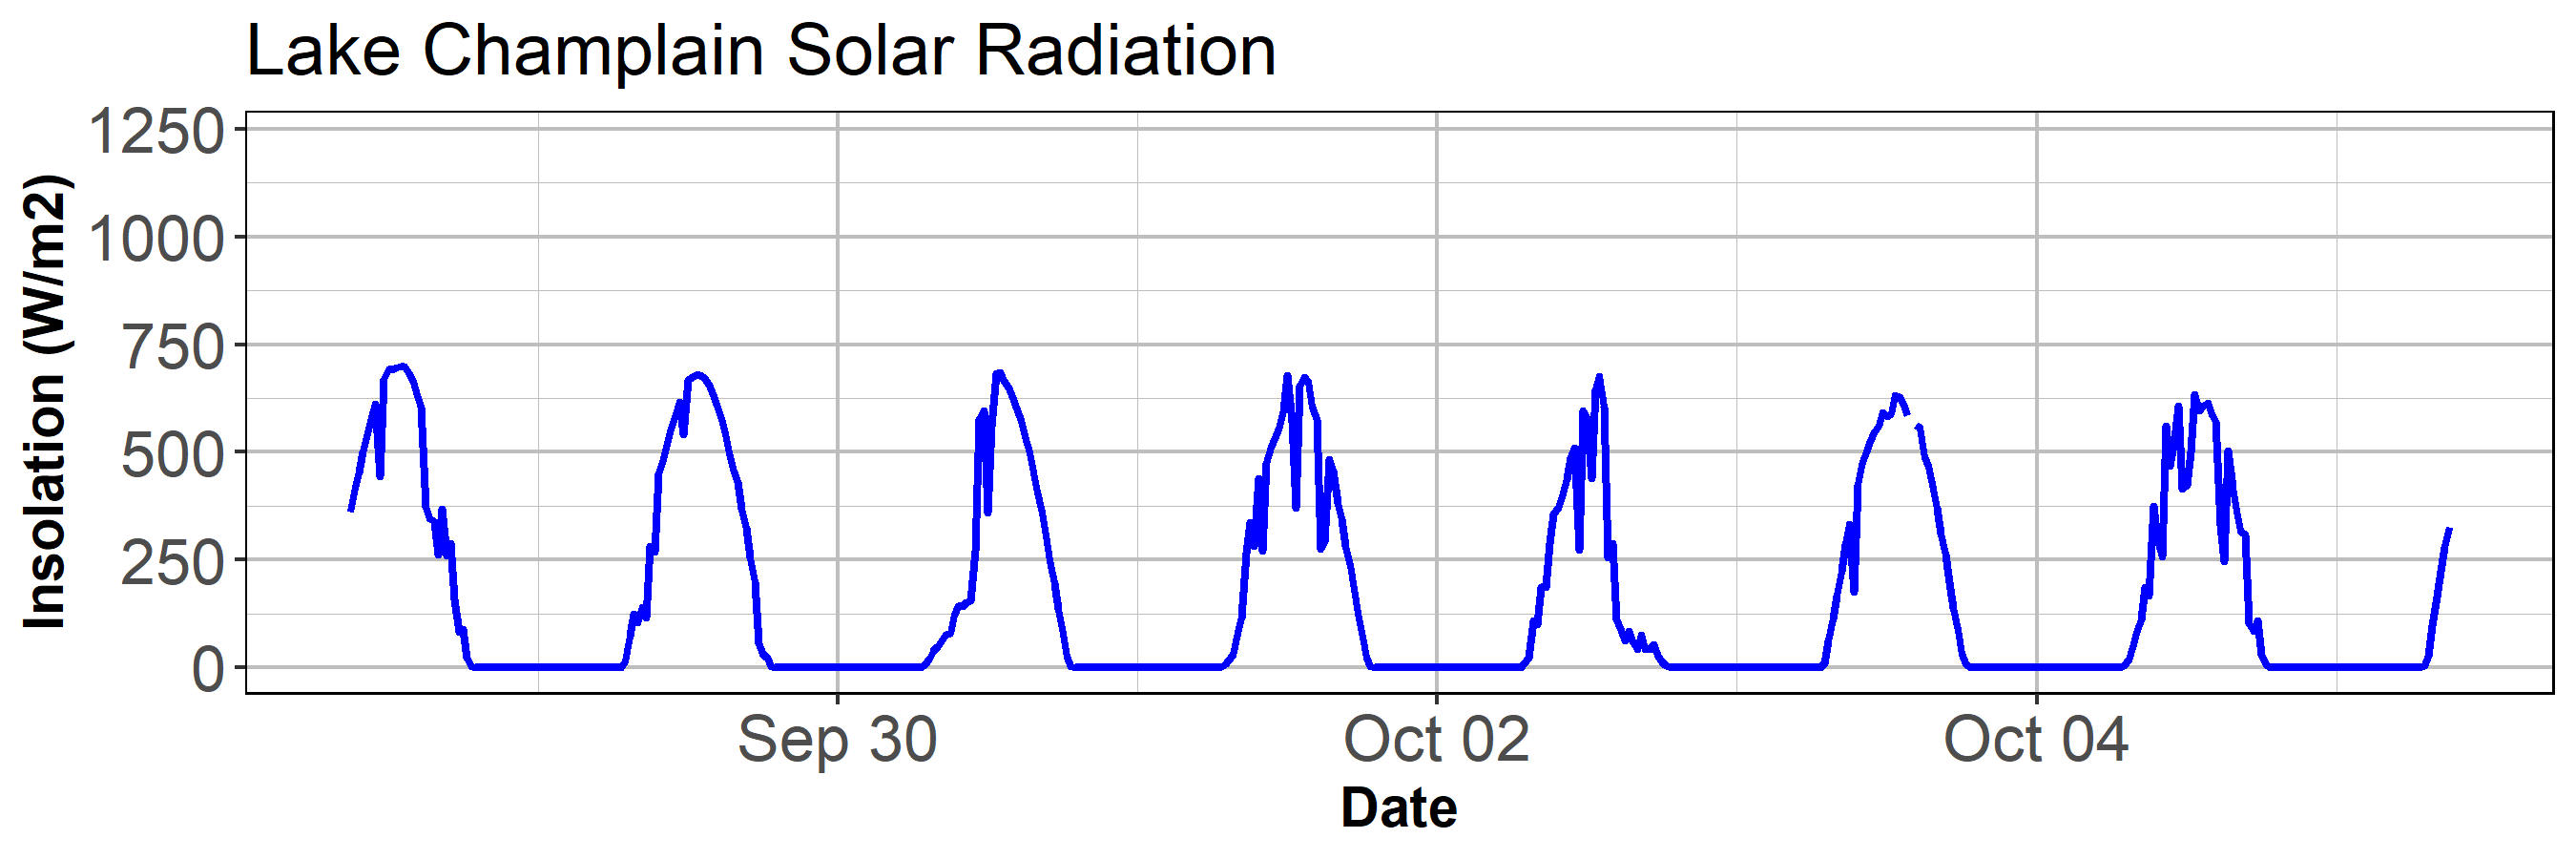 Lake Champlain Solar Radiation
Insolation (W/m2)
1250
1000
750
500
250
0
Sep 30 Oct 02 Oct 04
Date